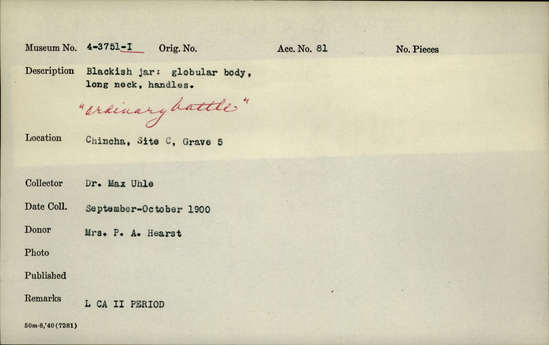 Museum No. 4-3751-I Orig. No. Acc. No. 81 No. Pieces
Description Blackish jar: globular body,
long neck, handles.
"ordinary bottle"
Location Chincha, Site C, Grave 5
Collector Dr. Max Uhle
Date Coll. September-October 1900
Donor Mrs. P. A. Hearst
Photo
Published
Remarks L CA II PERIOD
50m-8,'40(7281)